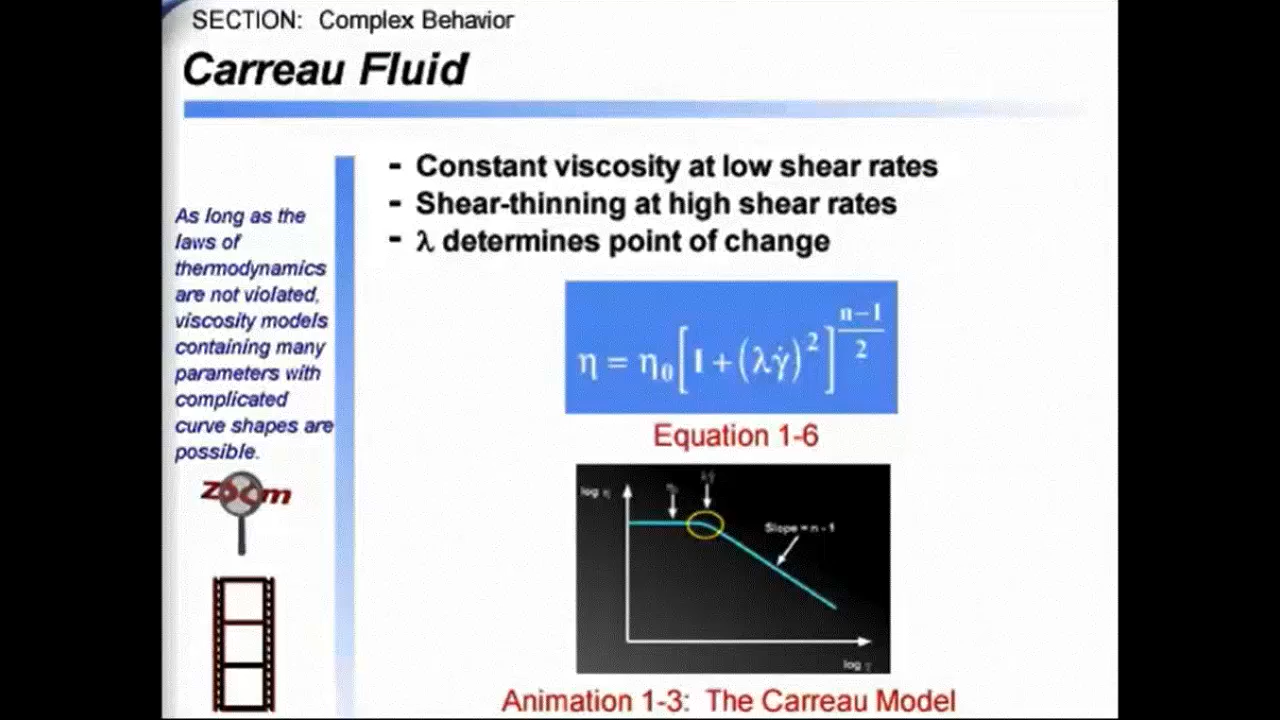 SECTION: Complex Behavior
Carreau Fluid
- Constant viscosity at low shear rates
- Shear-thinning at high shear rates
- λ determines point of change
As long as the
laws of
thermodynamics
are not violated,
viscosity models
containing many
parameters with
complicated
curve shapes are
possible.
zoom
η = η₀[1 + (λγ̇)²]^((n-1)/2)
Equation 1-6
log η
Slope = n - 1
log
Animation 1-3: The Carreau Model